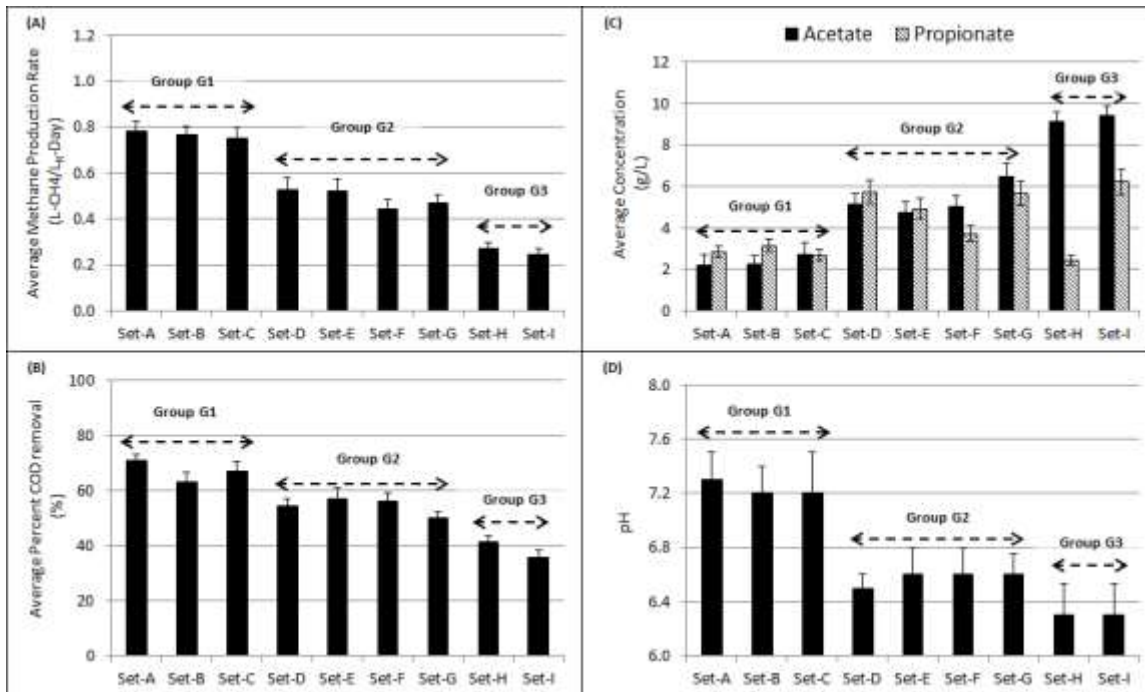 (A)
Average Methane Production Rate
(L-CH4/LR-Day)
1.2
1.0
0.8
0.6
0.4
0.2
0.0
Group G1
Group G2
Group G3
Set-A Set-B Set-C Set-D Set-E Set-F Set-G Set-H Set-I
(C)
Acetate Propionate
Average Concentration
(g/L)
12
10
8
6
4
2
0
Group G1
Group G2
Group G3
Set-A Set-B Set-C Set-D Set-E Set-F Set-G Set-H Set-I
(B)
Average Percent COD removal
(%)
100
80
60
40
20
0
Group G1
Group G2
Group G3
Set-A Set-B Set-C Set-D Set-E Set-F Set-G Set-H Set-I
(D)
pH
8.0
7.6
7.2
6.8
6.4
6.0
Group G1
Group G2
Group G3
Set-A Set-B Set-C Set-D Set-E Set-F Set-G Set-H Set-I